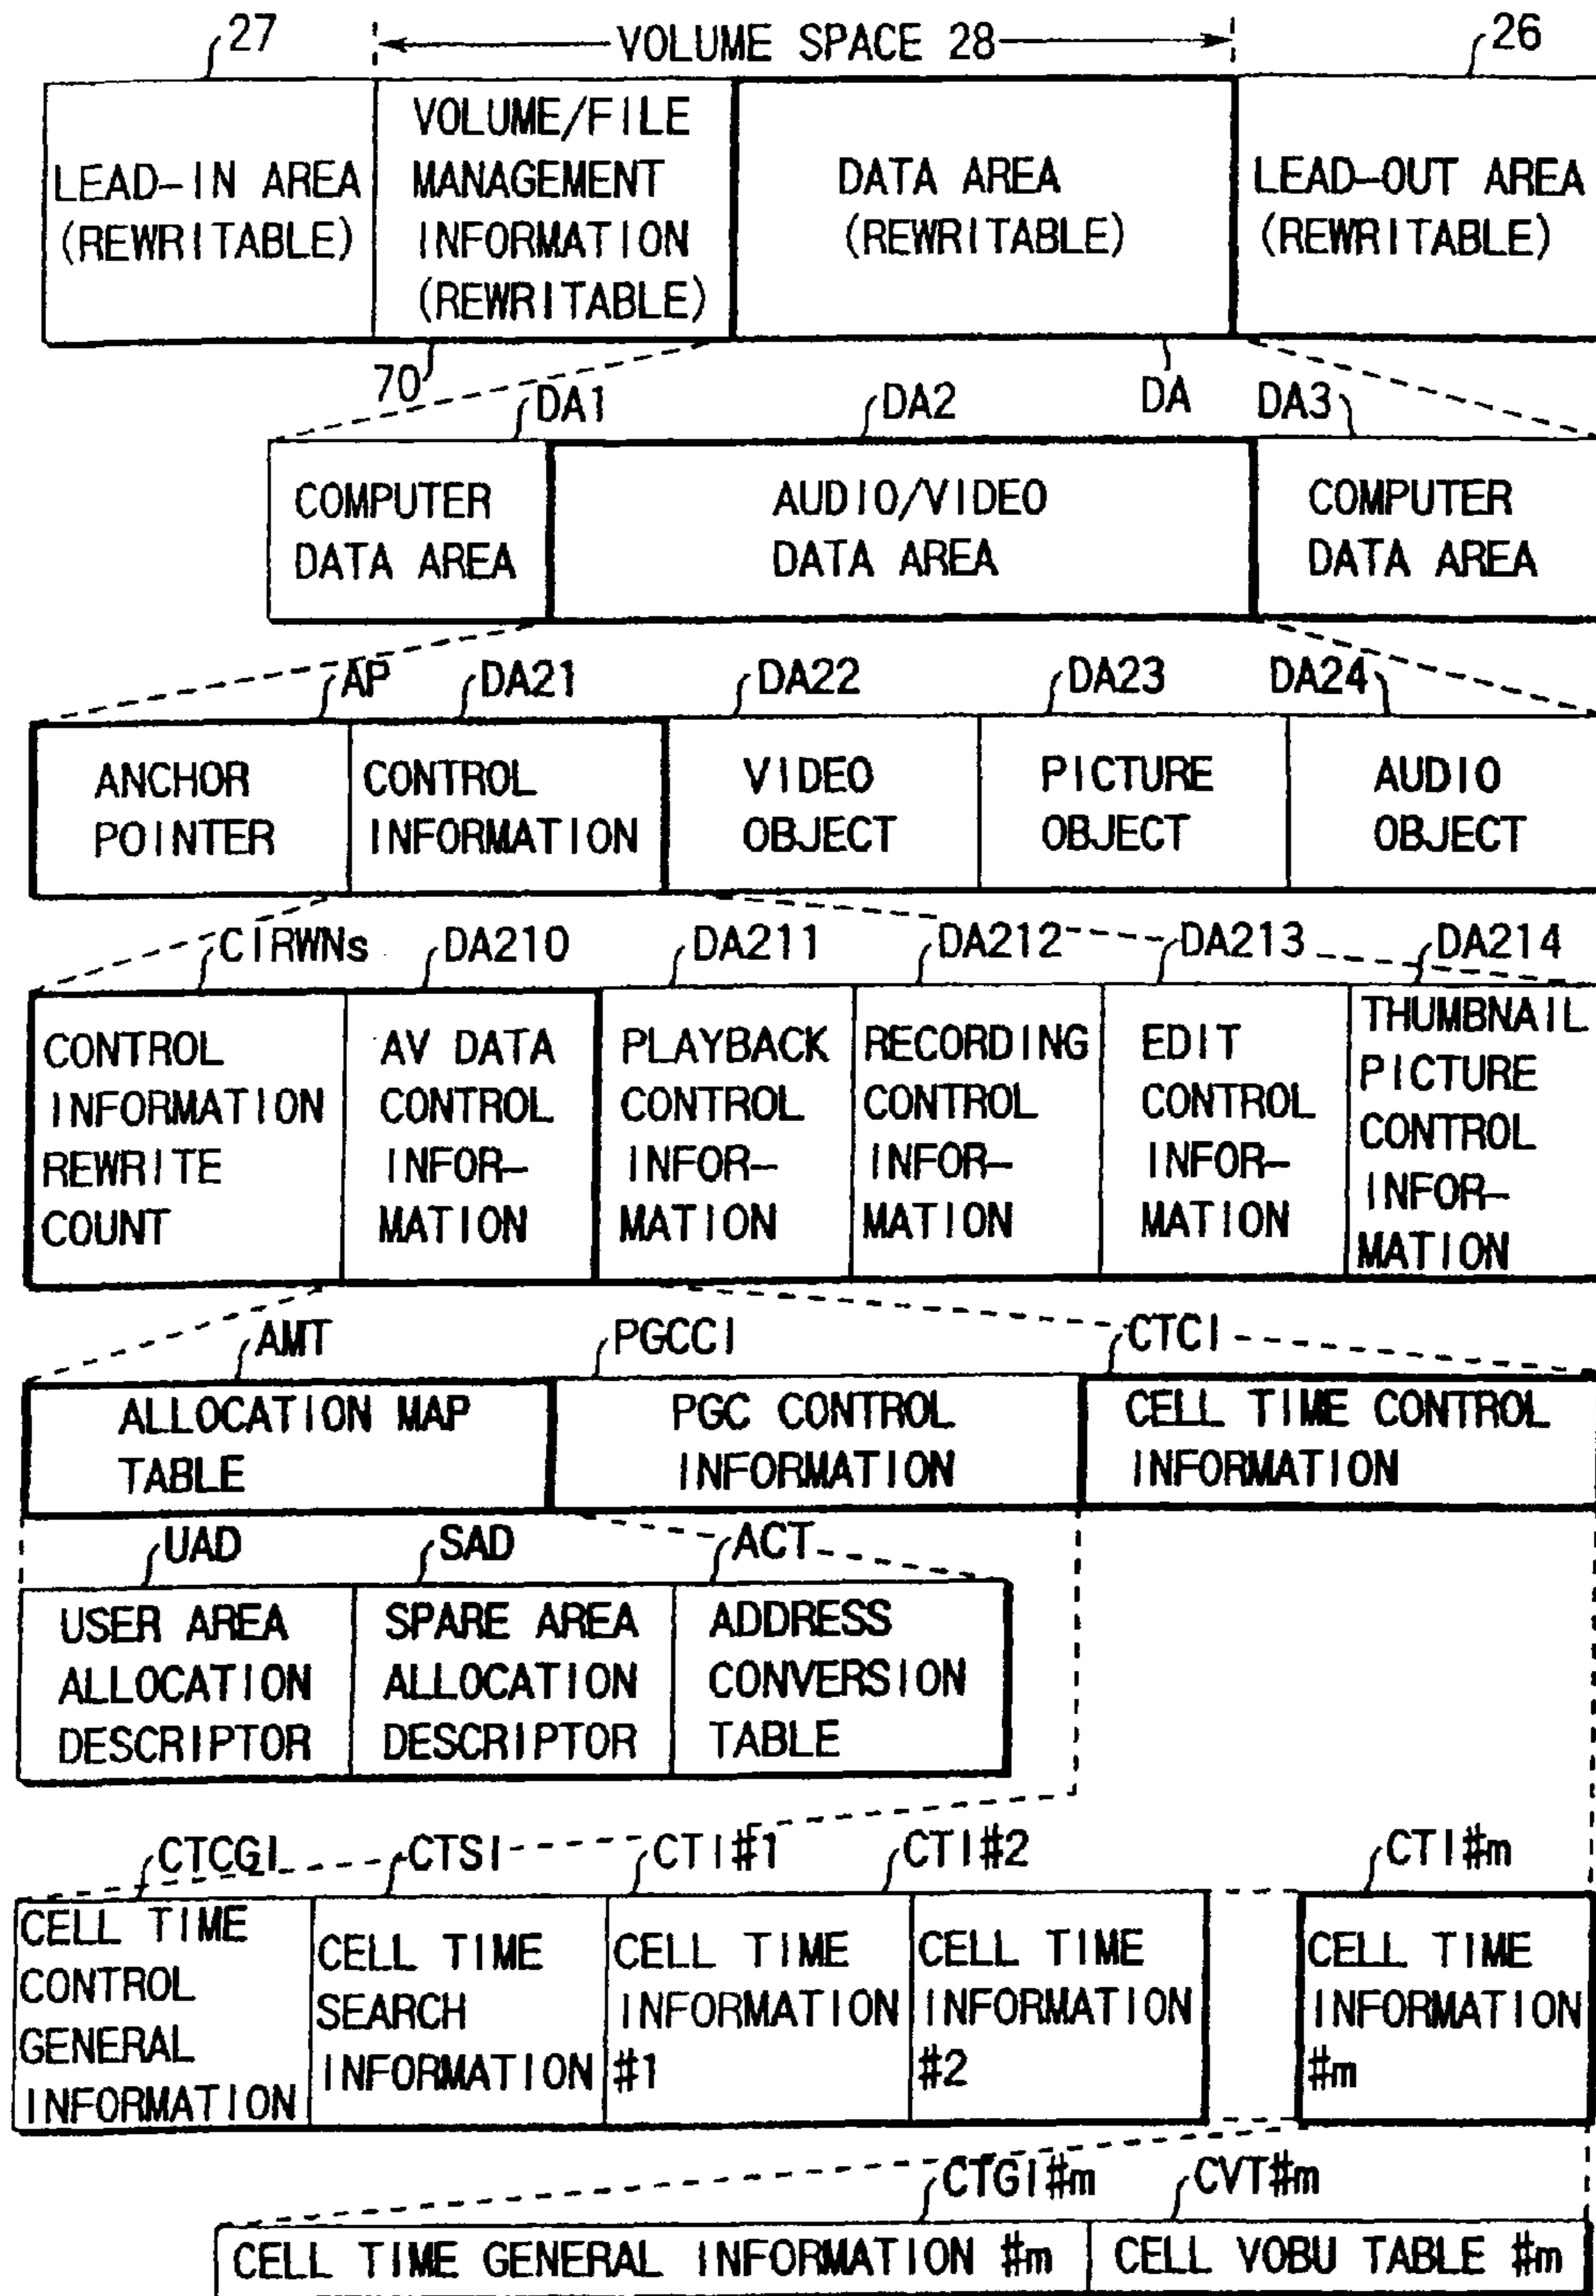 27
VOLUME SPACE 28
26
LEAD-IN AREA
(REWRITABLE)
VOLUME/FILE
MANAGEMENT
INFORMATION
(REWRITABLE)
DATA AREA
(REWRITABLE)
LEAD-OUT AREA
(REWRITABLE)
70
DA1
DA2
DA
DA3
COMPUTER
DATA AREA
AUDIO/VIDEO
DATA AREA
COMPUTER
DATA AREA
AP
DA21
DA22
DA23
DA24
ANCHOR
POINTER
CONTROL
INFORMATION
VIDEO
OBJECT
PICTURE
OBJECT
AUDIO
OBJECT
CIRWNs
DA210
DA211
DA212
DA213
DA214
CONTROL
INFORMATION
REWRITE
COUNT
AV DATA
CONTROL
INFOR-
MATION
PLAYBACK
CONTROL
INFOR-
MATION
RECORDING
CONTROL
INFOR-
MATION
EDIT
CONTROL
INFOR-
MATION
THUMBNAIL
PICTURE
CONTROL
INFOR-
MATION
AMT
PGCCI
CTCI
ALLOCATION MAP
TABLE
PGC CONTROL
INFORMATION
CELL TIME CONTROL
INFORMATION
UAD
SAD
ACT
USER AREA
ALLOCATION
DESCRIPTOR
SPARE AREA
ALLOCATION
DESCRIPTOR
ADDRESS
CONVERSION
TABLE
CTCGI
CTSI
CTI#1
CTI#2
CTI#m
CELL TIME
CONTROL
GENERAL
INFORMATION
CELL TIME
SEARCH
INFORMATION
CELL TIME
INFORMATION
#1
CELL TIME
INFORMATION
#2
CELL TIME
INFORMATION
#m
CTGI#m
CVT#m
CELL TIME GENERAL INFORMATION #m
CELL VOBU TABLE #m